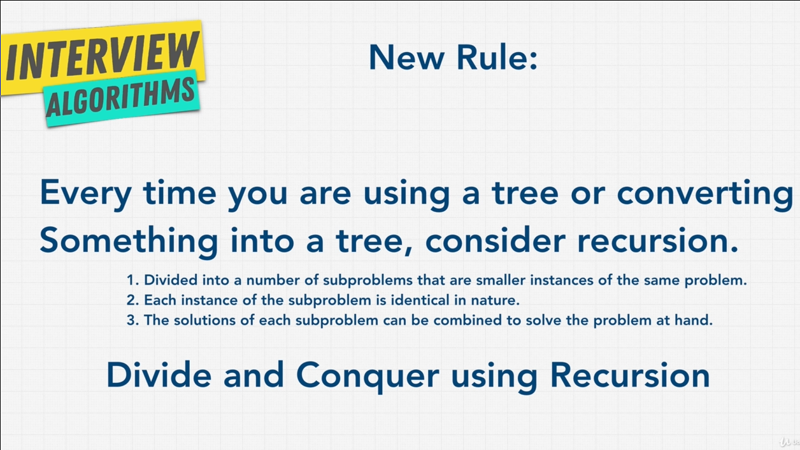 INTERVIEW
ALGORITHMS
New Rule:
Every time you are using a tree or converting
Something into a tree, consider recursion.
1. Divided into a number of subproblems that are smaller instances of the same problem.
2. Each instance of the subproblem is identical in nature.
3. The solutions of each subproblem can be combined to solve the problem at hand.
Divide and Conquer using Recursion